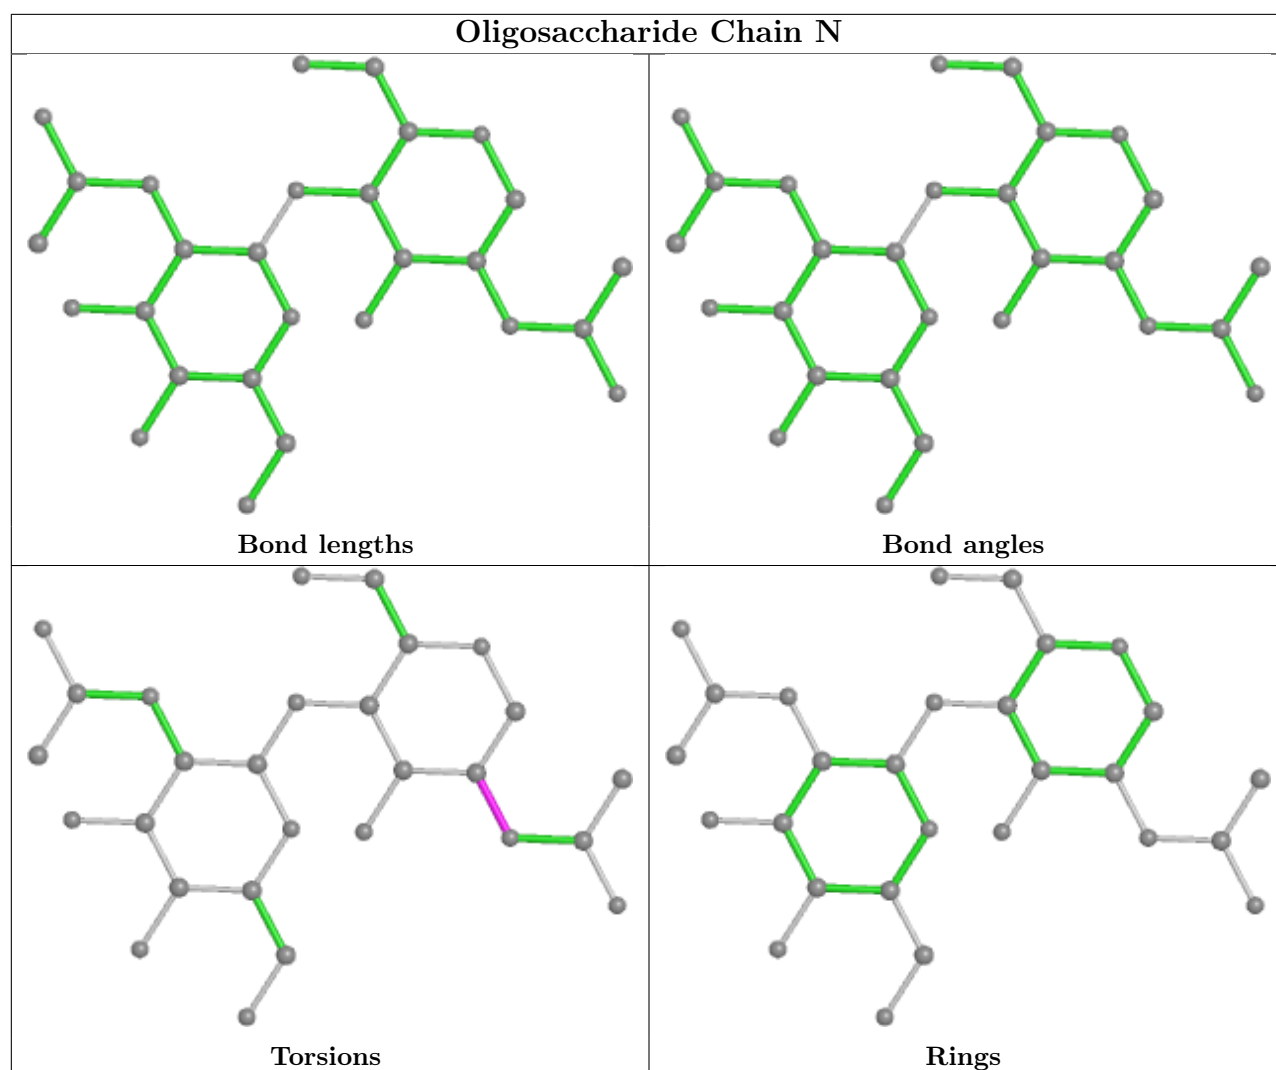 Oligosaccharide Chain N
Bond lengths
Bond angles
Torsions
Rings